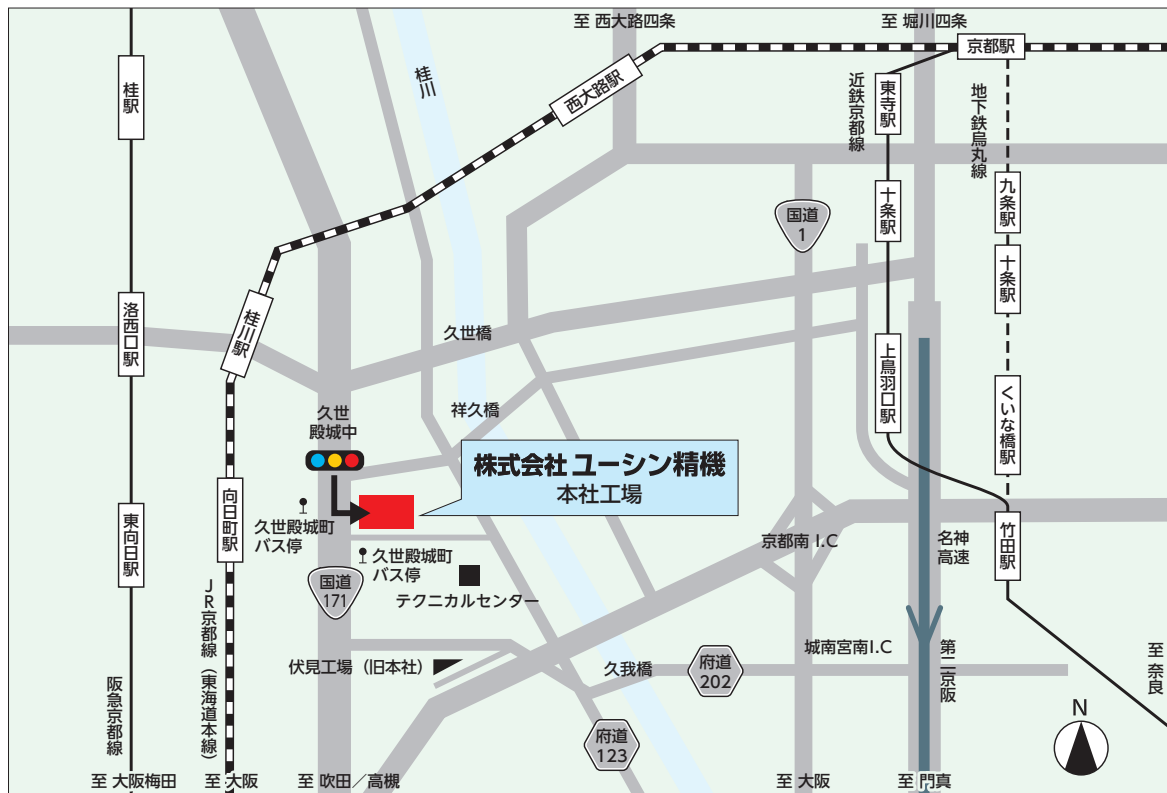 至 西大路四条
至 堀川四条
京都駅
桂川
西大路駅
桂駅
近鉄京都線
東寺駅
地下鉄烏丸線
九条駅
十条駅
国道
1
十条駅
洛西口駅
桂川駅
久世橋
上鳥羽口駅
くいな橋駅
祥久橋
久世
殿城中
株式会社 ユーシン精機
本社工場
向日町駅
東向日駅
久世殿城町
バス停
久世殿城町
バス停
京都南 I.C
名神
高速
竹田駅
国道
171
テクニカルセンター
JR京都線(東海道本線)
伏見工場(旧本社)
久我橋
府道
202
城南宮南I.C
第二京阪
至 奈良
阪急京都線
府道
123
N
至 大阪梅田
至 大阪
至 吹田/高槻
至 大阪
至 門真